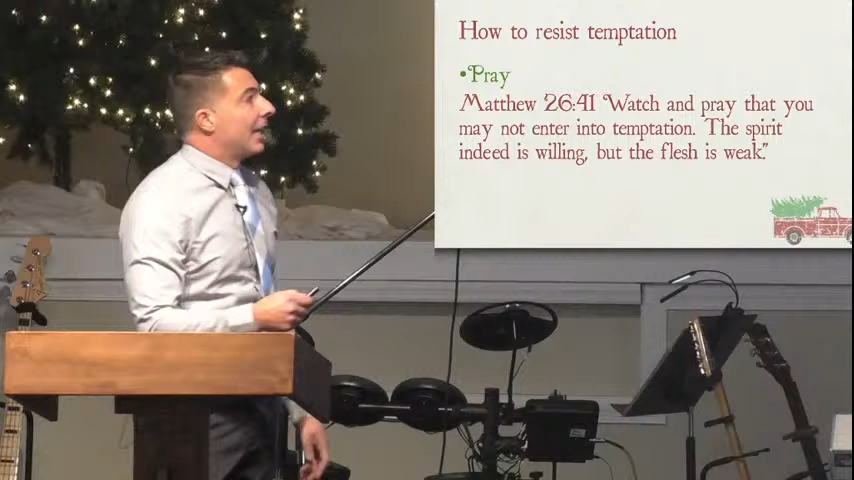 How to resist temptation
•Pray
Matthew 26:41 Watch and pray that you
may not enter into temptation. The spirit
indeed is willing, but the flesh is weak."